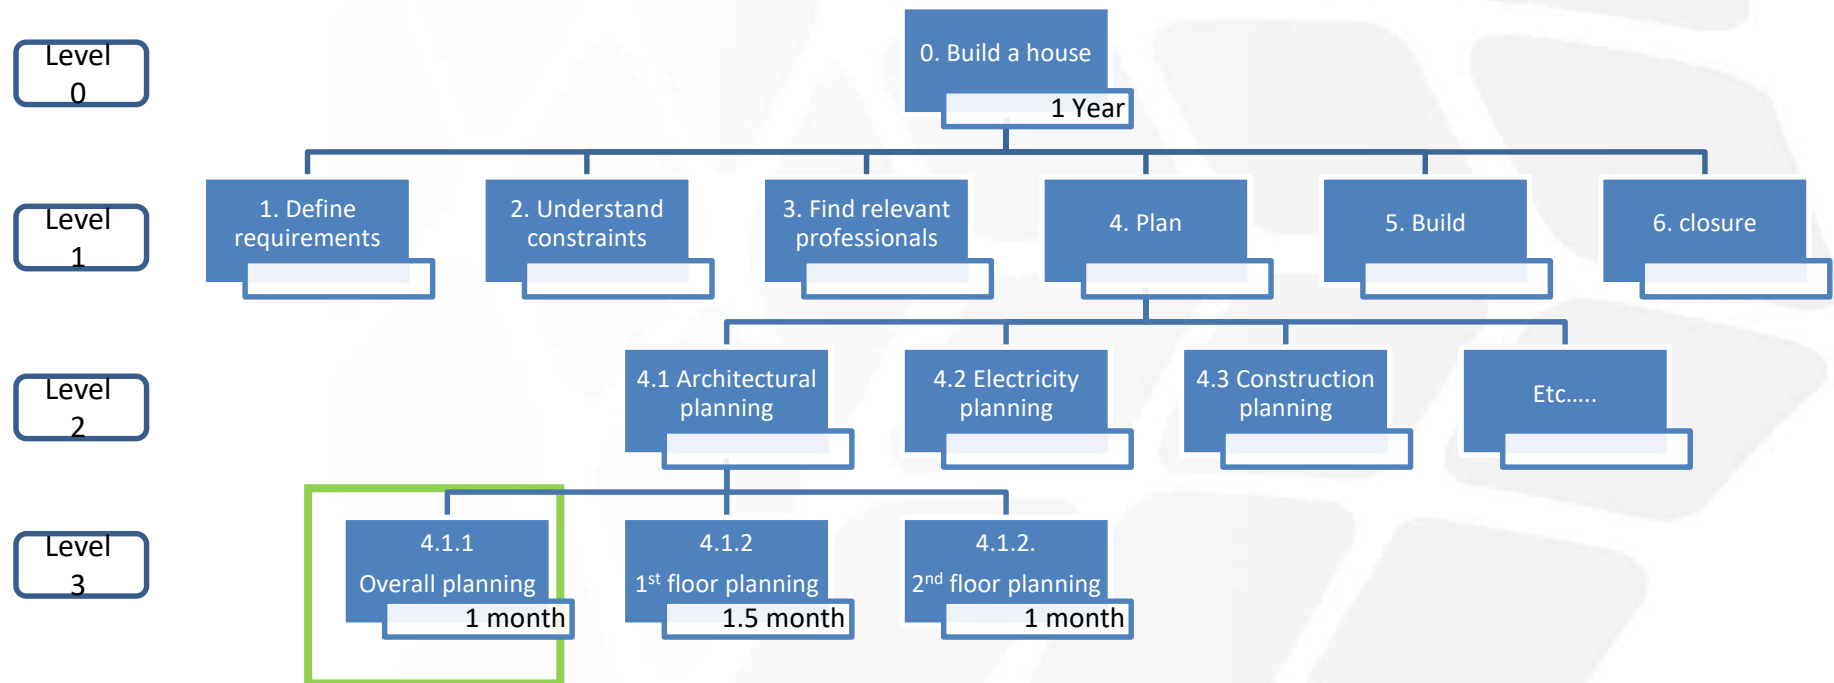 Level
0
0. Build a house
1 Year
Level
1
1. Define
requirements
2. Understand
constraints
3. Find relevant
professionals
4. Plan
5. Build
6. closure
Level
2
4.1 Architectural
planning
4.2 Electricity
planning
4.3 Construction
planning
Etc.....
Level
3
4.1.1
Overall planning
1 month
4.1.2
1st floor planning
1.5 month
4.1.2.
2nd floor planning
1 month